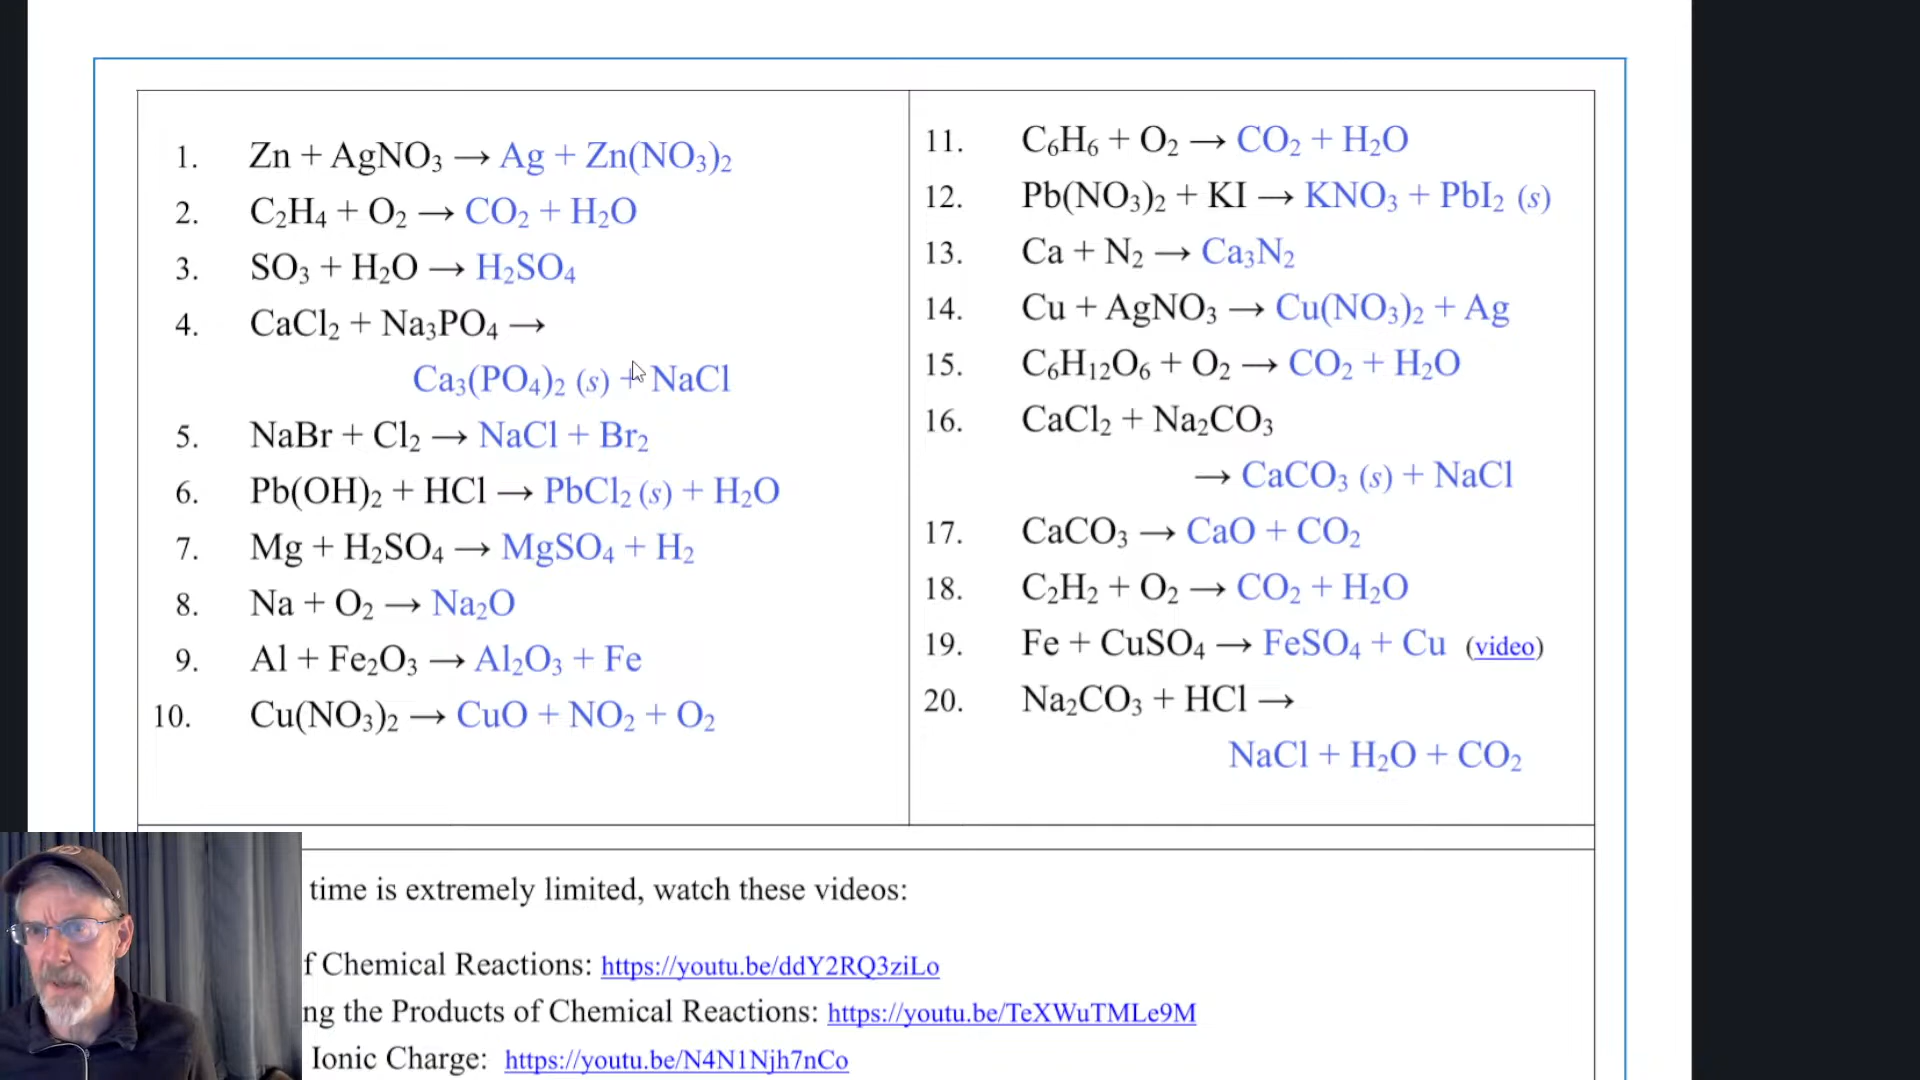 1. Zn + AgNO₃ → Ag + Zn(NO₃)₂
2. C₂H₄ + O₂ → CO₂ + H₂O
3. SO₃ + H₂O → H₂SO₄
4. CaCl₂ + Na₃PO₄ →
Ca₃(PO₄)₂ (s) + NaCl
5. NaBr + Cl₂ → NaCl + Br₂
6. Pb(OH)₂ + HCl → PbCl₂ (s) + H₂O
7. Mg + H₂SO₄ → MgSO₄ + H₂
8. Na + O₂ → Na₂O
9. Al + Fe₂O₃ → Al₂O₃ + Fe
10. Cu(NO₃)₂ → CuO + NO₂ + O₂
11. C₆H₆ + O₂ → CO₂ + H₂O
12. Pb(NO₃)₂ + KI → KNO₃ + PbI₂ (s)
13. Ca + N₂ → Ca₃N₂
14. Cu + AgNO₃ → Cu(NO₃)₂ + Ag
15. C₆H₁₂O₆ + O₂ → CO₂ + H₂O
16. CaCl₂ + Na₂CO₃
→ CaCO₃ (s) + NaCl
17. CaCO₃ → CaO + CO₂
18. C₂H₂ + O₂ → CO₂ + H₂O
19. Fe + CuSO₄ → FeSO₄ + Cu (video)
20. Na₂CO₃ + HCl →
NaCl + H₂O + CO₂
time is extremely limited, watch these videos:
f Chemical Reactions: https://youtu.be/ddY2RQ3ziLo
ng the Products of Chemical Reactions: https://youtu.be/TeXWuTMLe9M
Ionic Charge: https://youtu.be/N4N1Njh7nCo